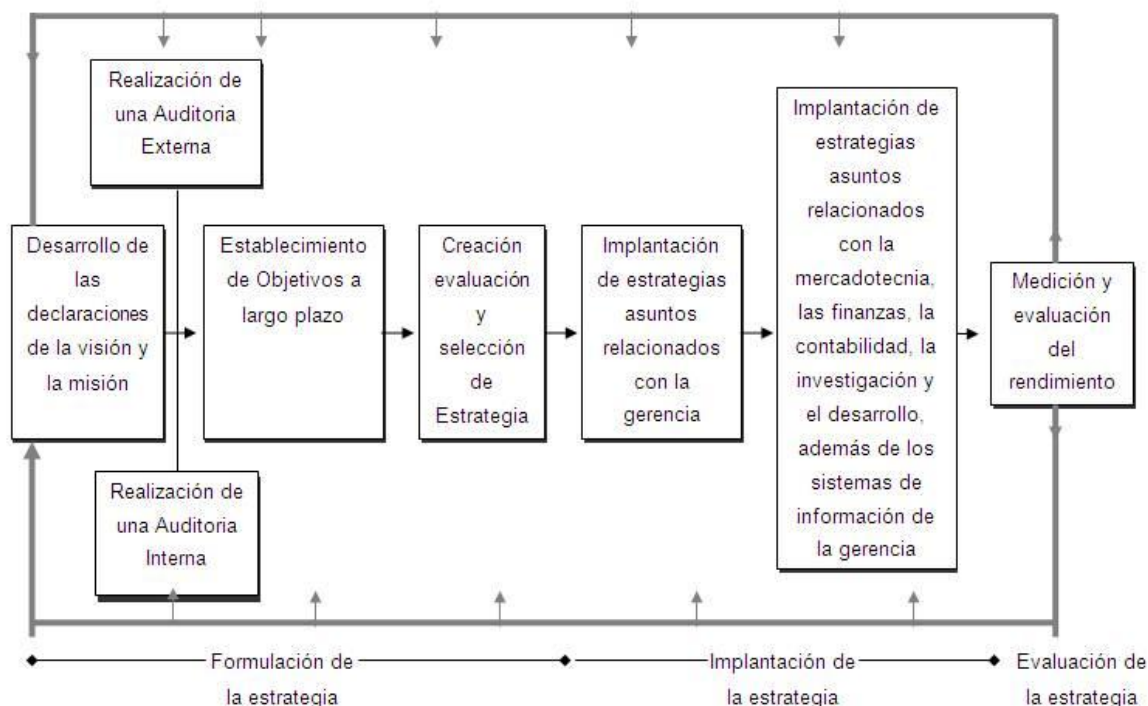 Realización de
una Auditoria
Externa
Desarrollo de
las
declaraciones
de la visión y
la misión
Realización de
una Auditoria
Interna
Establecimiento
de Objetivos a
largo plazo
Creación
evaluación
y
selección
de
Estrategia
Implantación
de estrategias
asuntos
relacionados
con la
gerencia
Implantación de
estrategias
asuntos
relacionados
con la
mercadotecnia,
las finanzas, la
contabilidad, la
investigación y
el desarrollo,
además de los
sistemas de
información de
la gerencia
Medición y
evaluación
del
rendimiento
Formulación de
la estrategia
Implantación de
la estrategia
Evaluación de
la estrategia